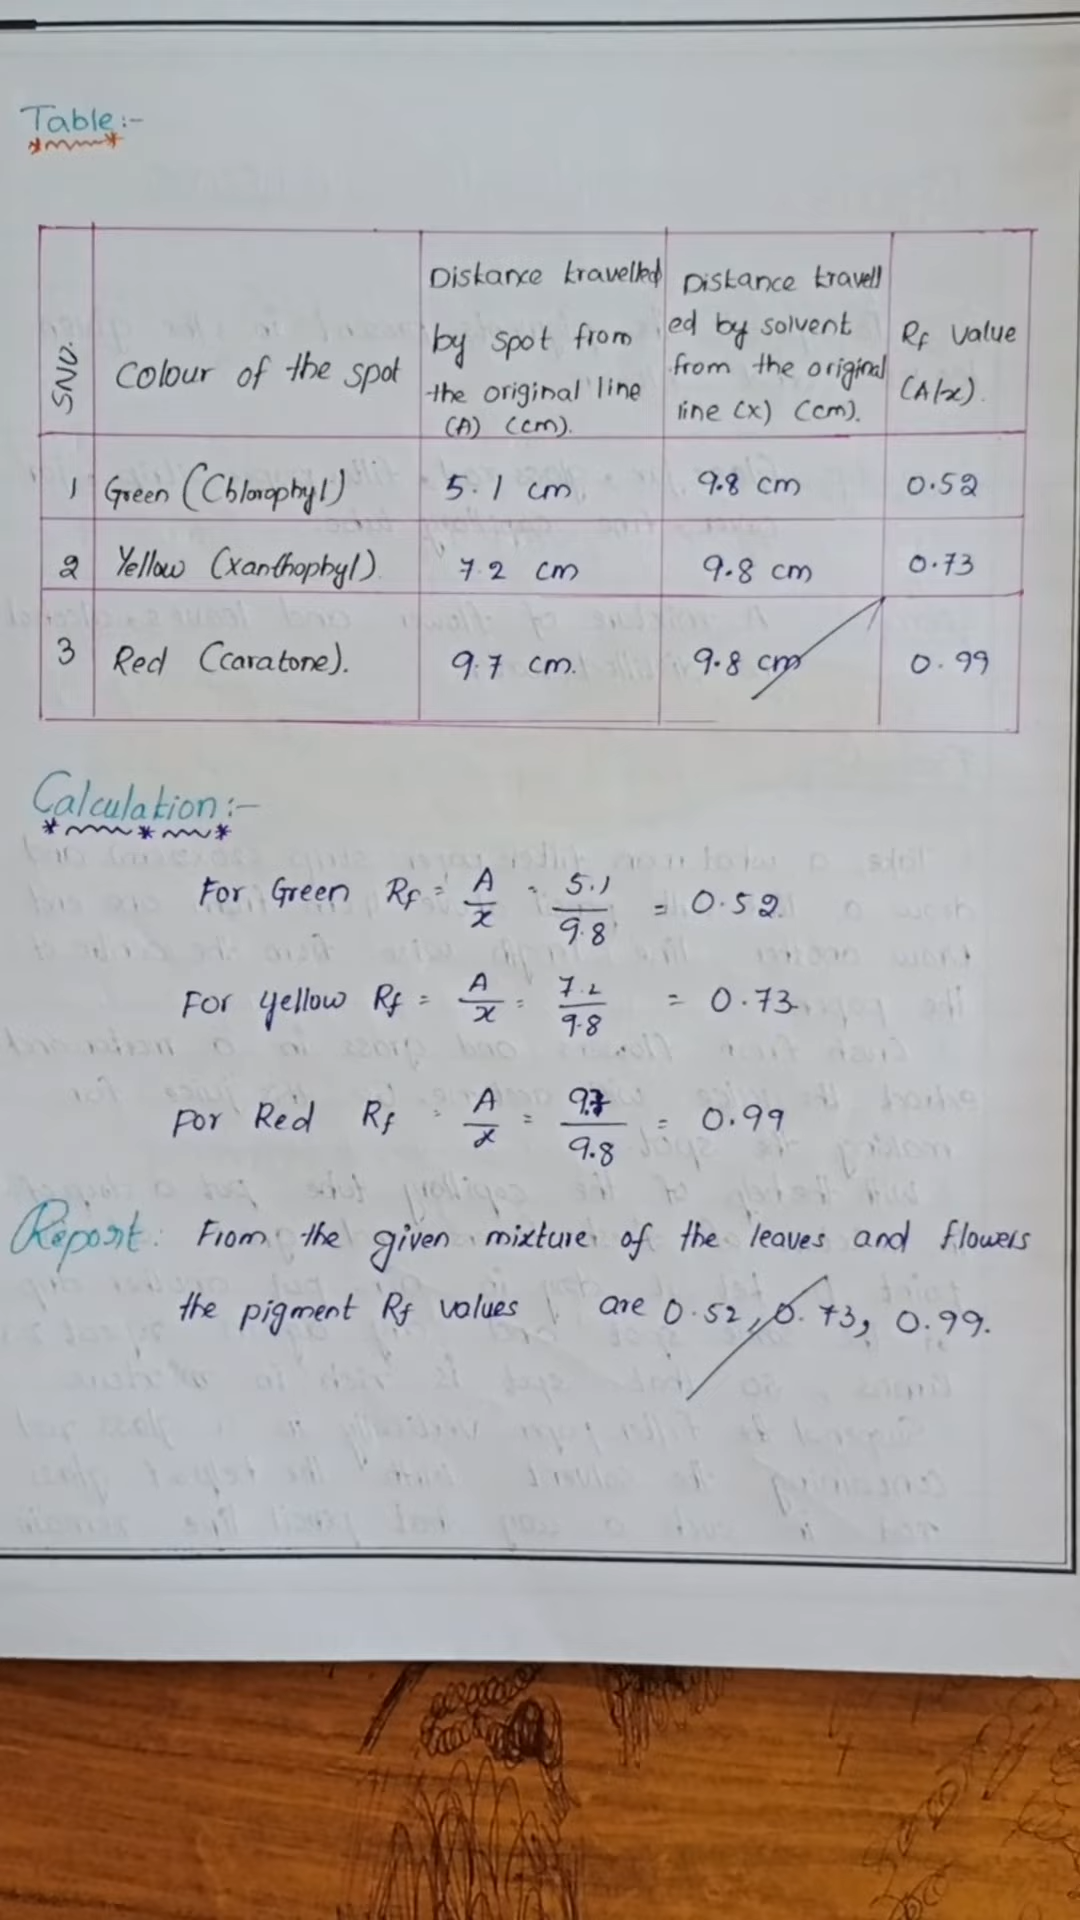 Table:-
SNO.
Colour of the spot
Distance travelled
by spot from
the original line
(A) (cm).
Distance travell
ed by solvent
from the original
line (x) (cm).
Rf value
(A/x).
1 Green (Chlorophyl) 5.1 cm 9.8 cm 0.52
2 Yellow (xanthophyl) 7.2 cm 9.8 cm 0.73
3 Red (caratone). 9.7 cm. 9.8 cm 0.99
Calculation:-
For Green Rf = A/x = 5.1/9.8 = 0.52
For yellow Rf = A/x = 7.2/9.8 = 0.73
For Red Rf = A/x = 9.7/9.8 = 0.99
Report: From the given mixture of the leaves and flowers
the pigment Rf values are 0.52, 0.73, 0.99.